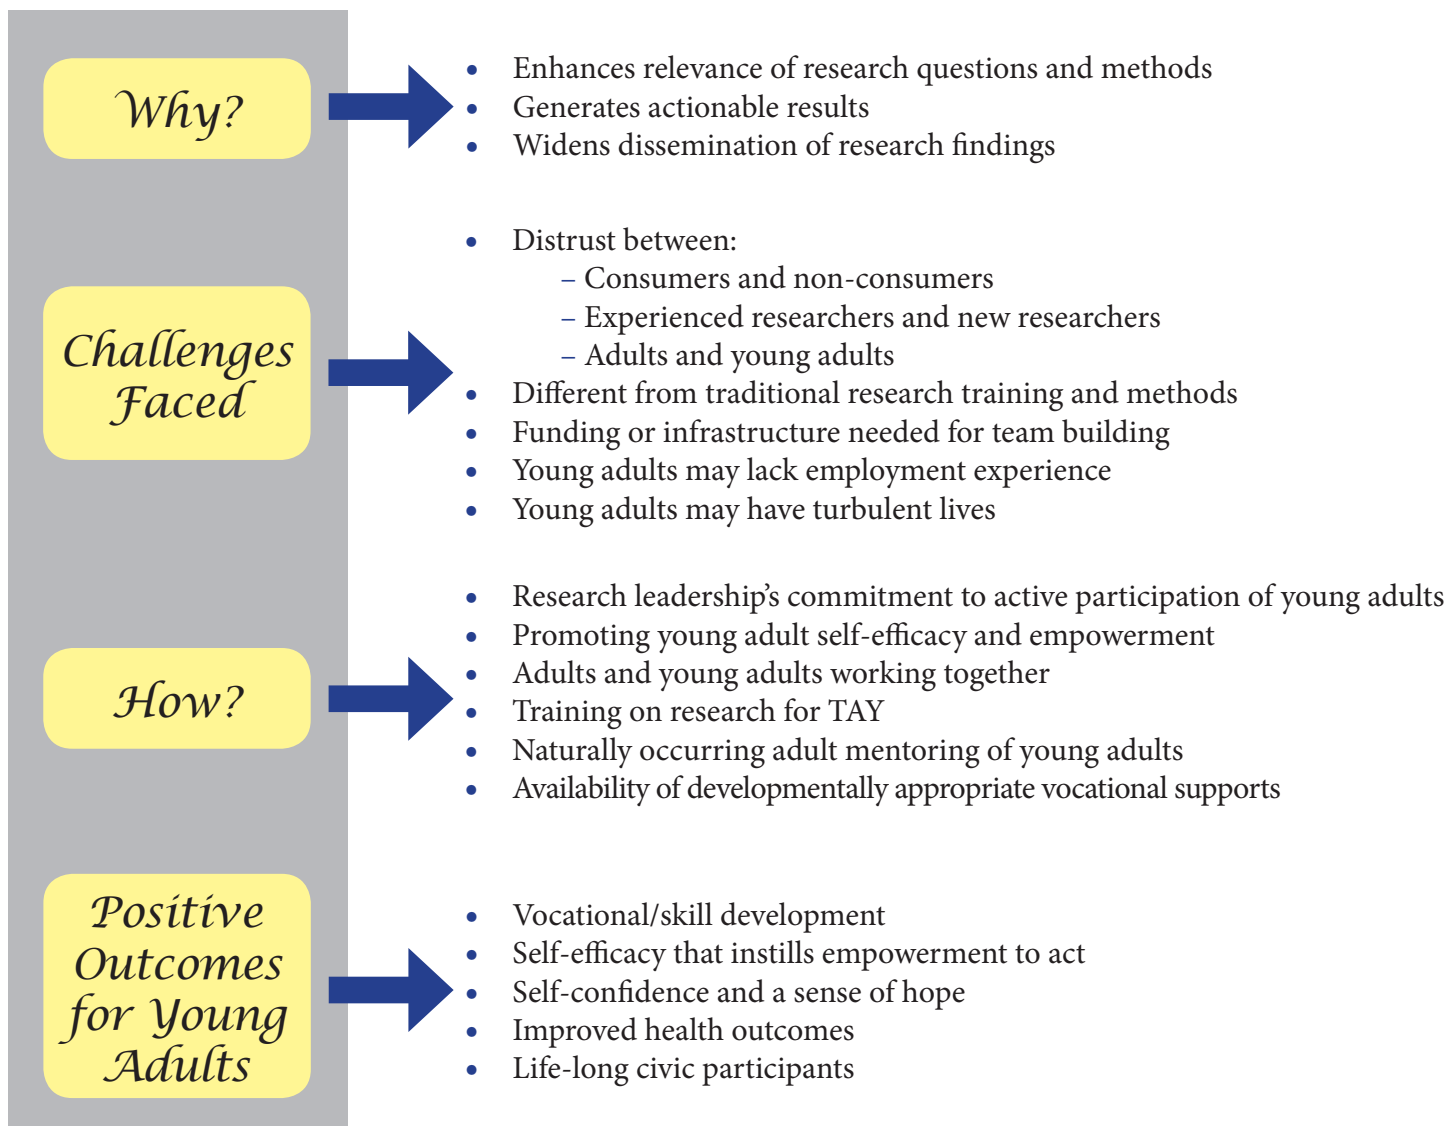 Why?
• Enhances relevance of research questions and methods
• Generates actionable results
• Widens dissemination of research findings
Challenges
Faced
• Distrust between:
– Consumers and non-consumers
– Experienced researchers and new researchers
– Adults and young adults
• Different from traditional research training and methods
• Funding or infrastructure needed for team building
• Young adults may lack employment experience
• Young adults may have turbulent lives
How?
• Research leadership’s commitment to active participation of young adults
• Promoting young adult self-efficacy and empowerment
• Adults and young adults working together
• Training on research for TAY
• Naturally occurring adult mentoring of young adults
• Availability of developmentally appropriate vocational supports
Positive
Outcomes
for Young
Adults
• Vocational/skill development
• Self-efficacy that instills empowerment to act
• Self-confidence and a sense of hope
• Improved health outcomes
• Life-long civic participants